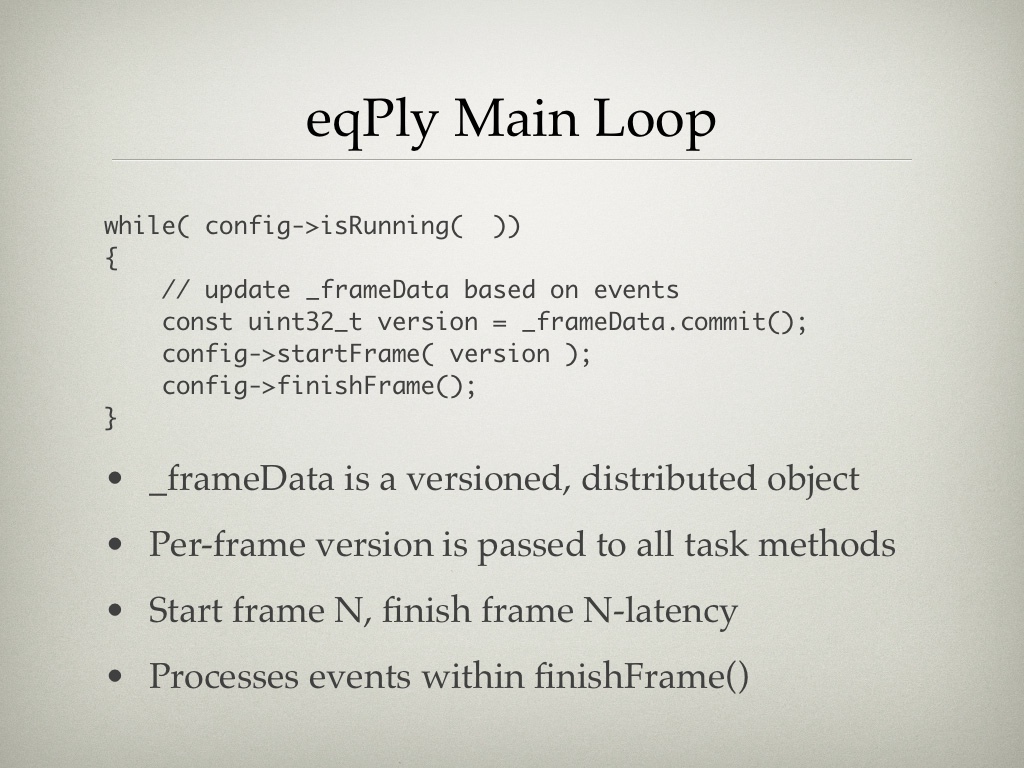 eqPly Main Loop
while( config->isRunning(  ))
{
    // update _frameData based on events
    const uint32_t version = _frameData.commit();
    config->startFrame( version );
    config->finishFrame();
}
• _frameData is a versioned, distributed object
• Per-frame version is passed to all task methods
• Start frame N, finish frame N-latency
• Processes events within finishFrame()